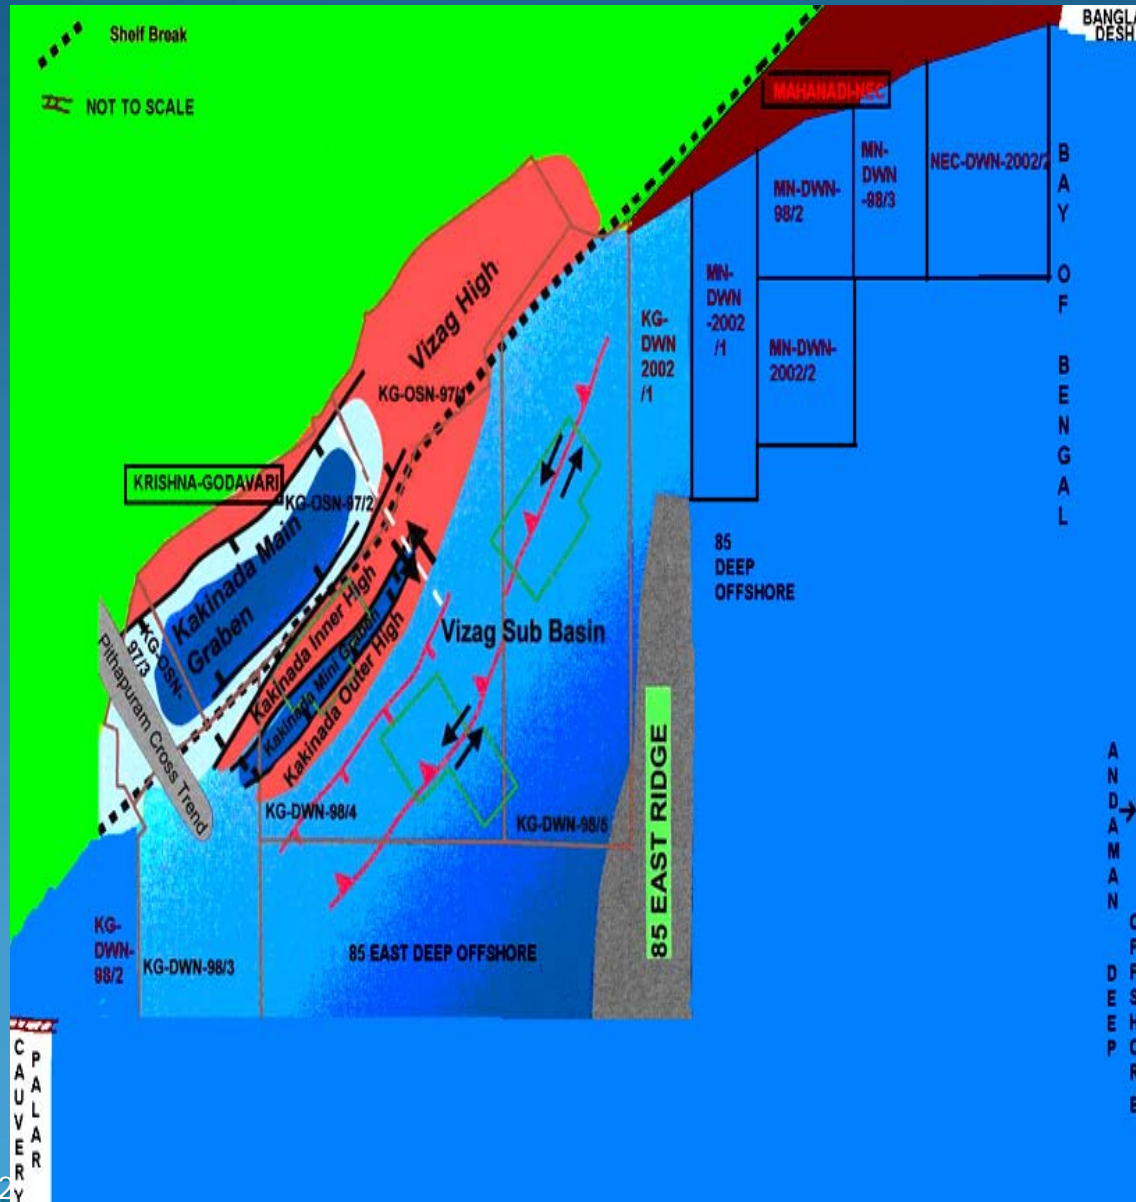 Shelf Break
NOT TO SCALE
BANGLA
DESH
MAHANADI-NEC
MN-
DWN
-98/3
NEC-DWN-2002/2
MN-DWN-
98/2
BAY OF BENGAL
MN-
DWN
-2002
/1
KG-
DWN
2002
/1
MN-DWN-
2002/2
Vizag High
KG-OSN-97/1
KRISHNA-GODAVARI
KG-OSN-97/2
Kakinada Main
Graben
85
DEEP
OFFSHORE
Kakinada Inner High
Kakinada Mini Graben
Kakinada Outer High
Vizag Sub Basin
KG-OSN-
97/3
Pithapuram Cross Trend
85 EAST RIDGE
KG-DWN-98/4
KG-DWN-98/5
ANDAMAN DEEP
OFFSHORE
KG-
DWN-
98/2
KG-DWN-98/3
85 EAST DEEP OFFSHORE
CAUVERY
PALAR
2